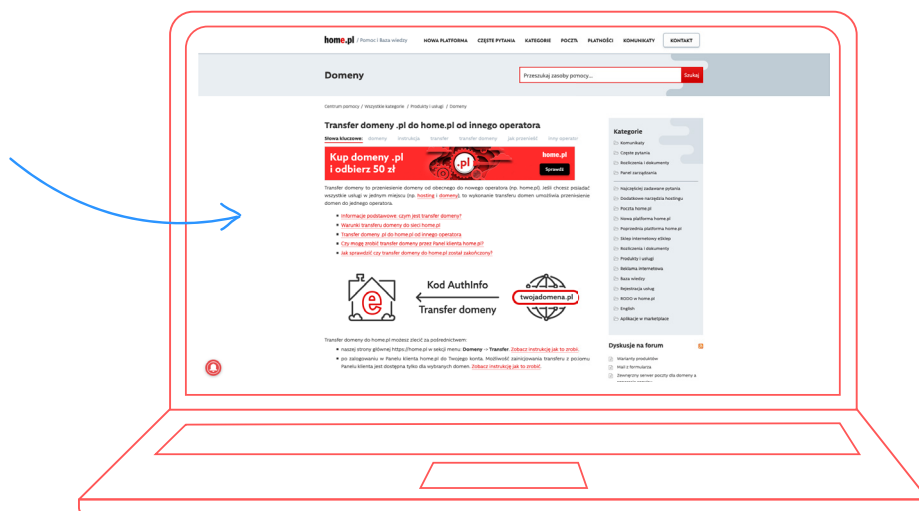 home.pl / Pomoc i Baza wiedzy NOWA PLATFORMA CZĘSTE PYTANIA KATEGORIE POCZTA PŁATNOŚCI KOMUNIKATY KONTAKT
Domeny
Przeszukaj zasoby pomocy...
Szukaj
Centrum pomocy / Wszystkie kategorie / Produkty i usługi / Domeny
Transfer domeny .pl do home.pl od innego operatora
Słowa kluczowe: domeny instrukcja transfer transfer domeny jak przenieść inny operator
Kup domeny .pl
i odbierz 50 zł
.pl
home.pl
Sprawdź
Transfer domeny to przeniesienie domeny od obecnego do nowego operatora (np. home.pl). Jeśli chcesz posiadać
wszystkie usługi w jednym miejscu (np. hosting i domeny), to wykonanie transferu domen umożliwia przeniesienie
domen do jednego operatora.
Informacje podstawowe: czym jest transfer domeny?
Warunki transferu domeny do sieci home.pl
Transfer domeny .pl do home.pl od innego operatora
Czy mogę zrobić transfer domeny przez Panel klienta home.pl?
Jak sprawdzić czy transfer domeny do home.pl został zakończony?
e
Kod AuthInfo
Transfer domeny
twojadomena.pl
Transfer domeny do home.pl możesz zlecić za pośrednictwem:
naszej strony głównej https://home.pl w sekcji menu: Domeny -> Transfer. Zobacz instrukcję jak to zrobić.
po zalogowaniu w Panelu klienta home.pl do Twojego konta. Możliwość zainicjowania transferu z poziomu
Panelu klienta jest dostępna tylko dla wybranych domen. Zobacz instrukcję jak to zrobić.
Kategorie
Komunikaty
Częste pytania
Rozliczenia i dokumenty
Panel zarządzania
Najczęściej zadawane pytania
Dodatkowe narzędzia hostingu
Poczta home.pl
Nowa platforma home.pl
Poprzednia platforma home.pl
Sklep internetowy eSklep
Rozliczenia i dokumenty
Produkty i usługi
Reklama internetowa
Baza wiedzy
Rejestracja usług
RODO w home.pl
English
Aplikacje w marketplace
Dyskusje na forum
Warianty produktów
Mail z formularza
Zewnętrzny serwer poczty dla domeny a